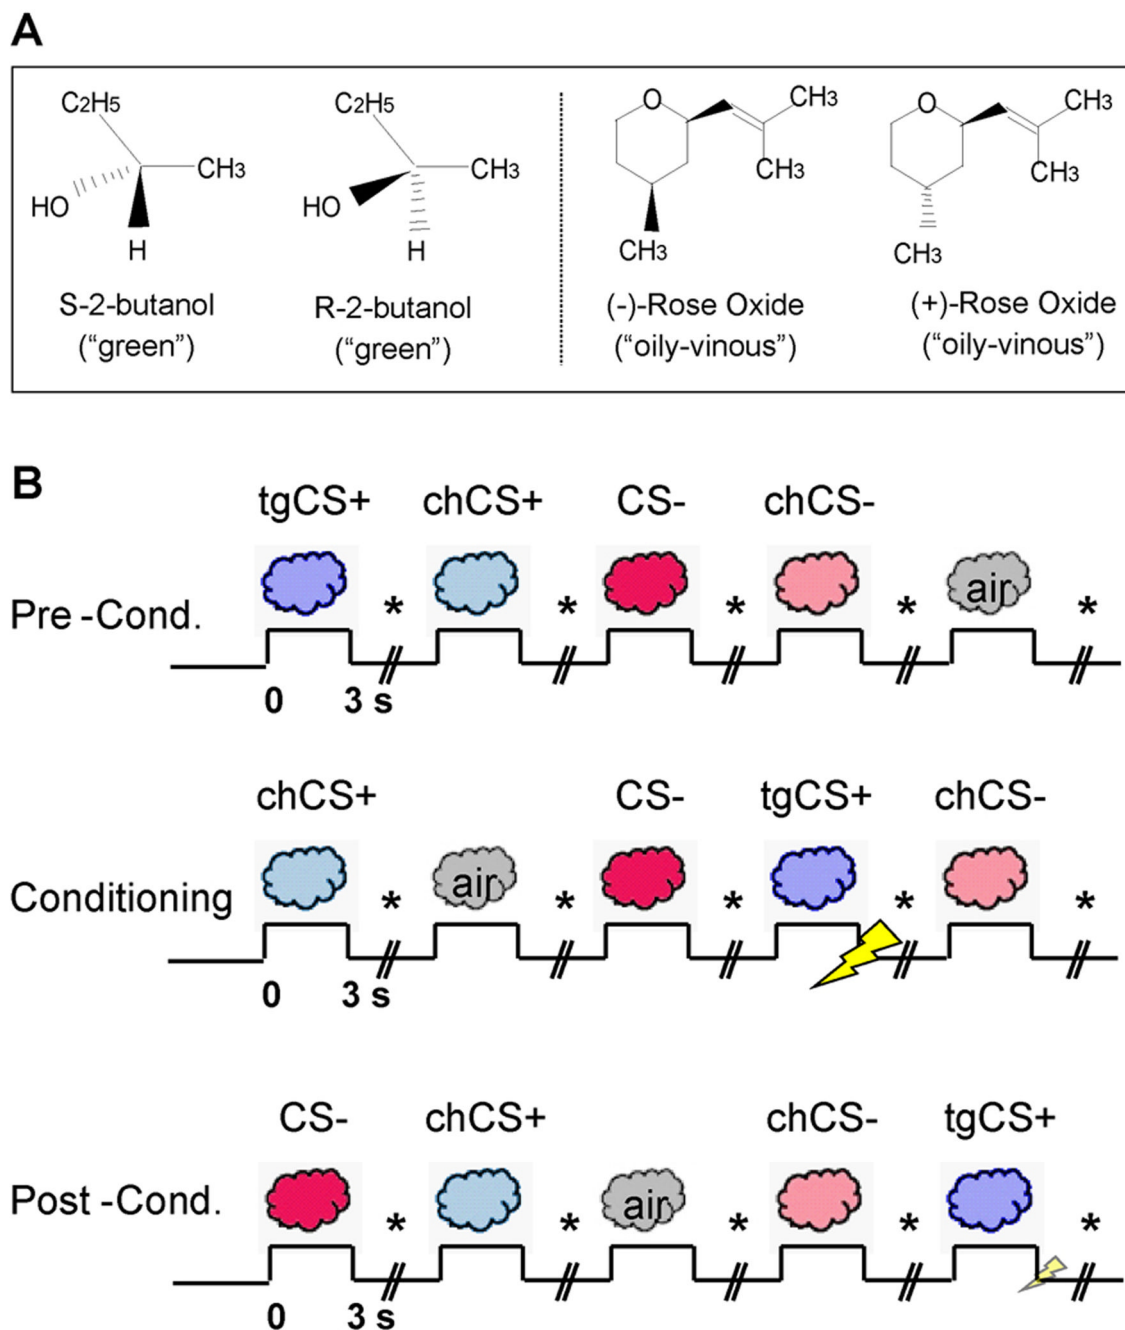 A
C2H5 C2H5 CH3 CH3
O O
CH3 CH3 CH3 CH3
HO HO
H H CH3 CH3
S-2-butanol R-2-butanol (-)-Rose Oxide (+)-Rose Oxide
("green") ("green") ("oily-vinous") ("oily-vinous")
B
tgCS+ chCS+ CS- chCS-
air
Pre -Cond. * * * * *
0 3 s
chCS+ CS- tgCS+ chCS-
air
Conditioning * * * * *
0 3 s
CS- chCS+ chCS- tgCS+
air
Post -Cond. * * * * *
0 3 s